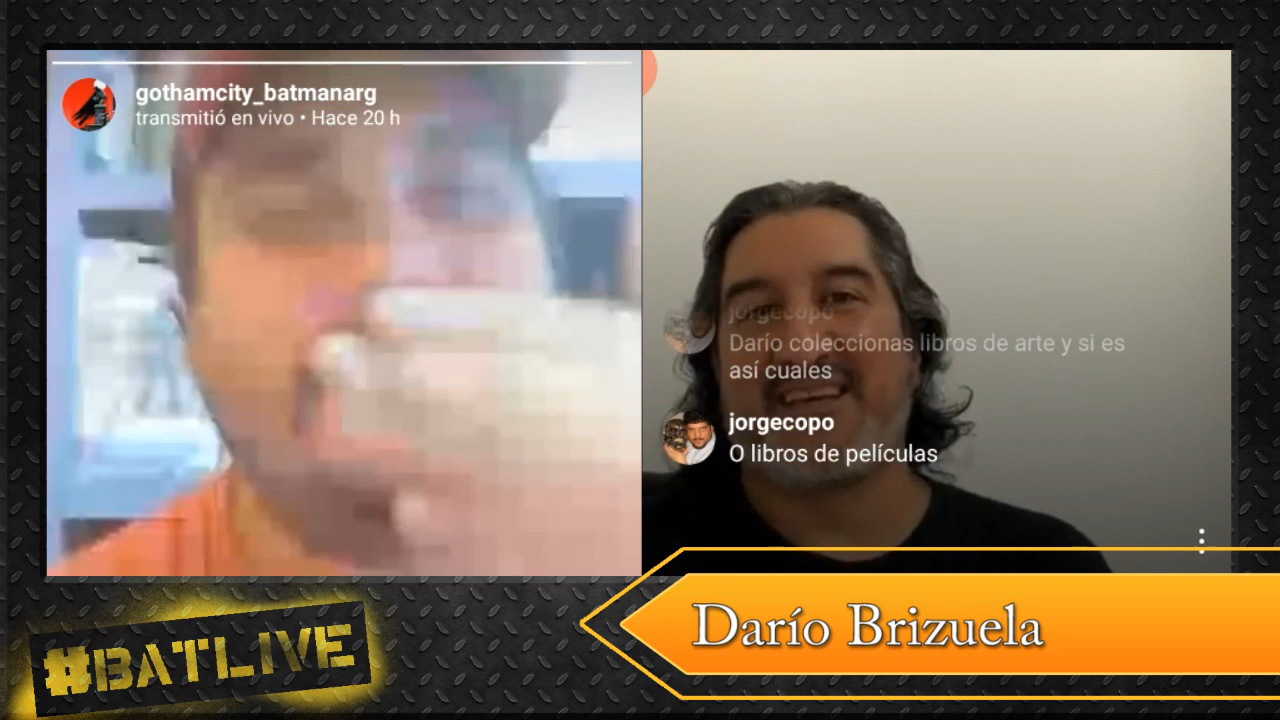 gothamcity_batmanarg
transmitió en vivo • Hace 20 h
jorgecopo
Darío coleccionas libros de arte y si es
así cuales
jorgecopo
O libros de películas
Darío Brizuela
#BATLIVE